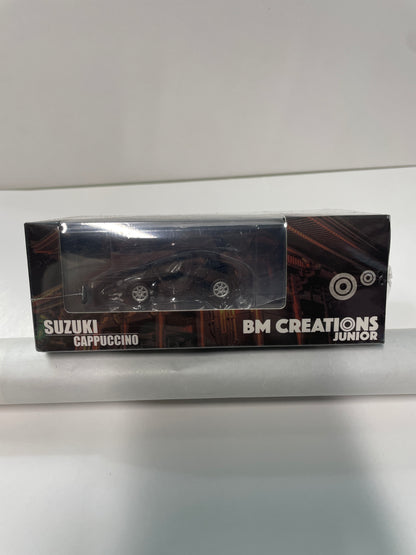 SUZUKI
CAPPUCCINO
BM CREATIONS
JUNIOR